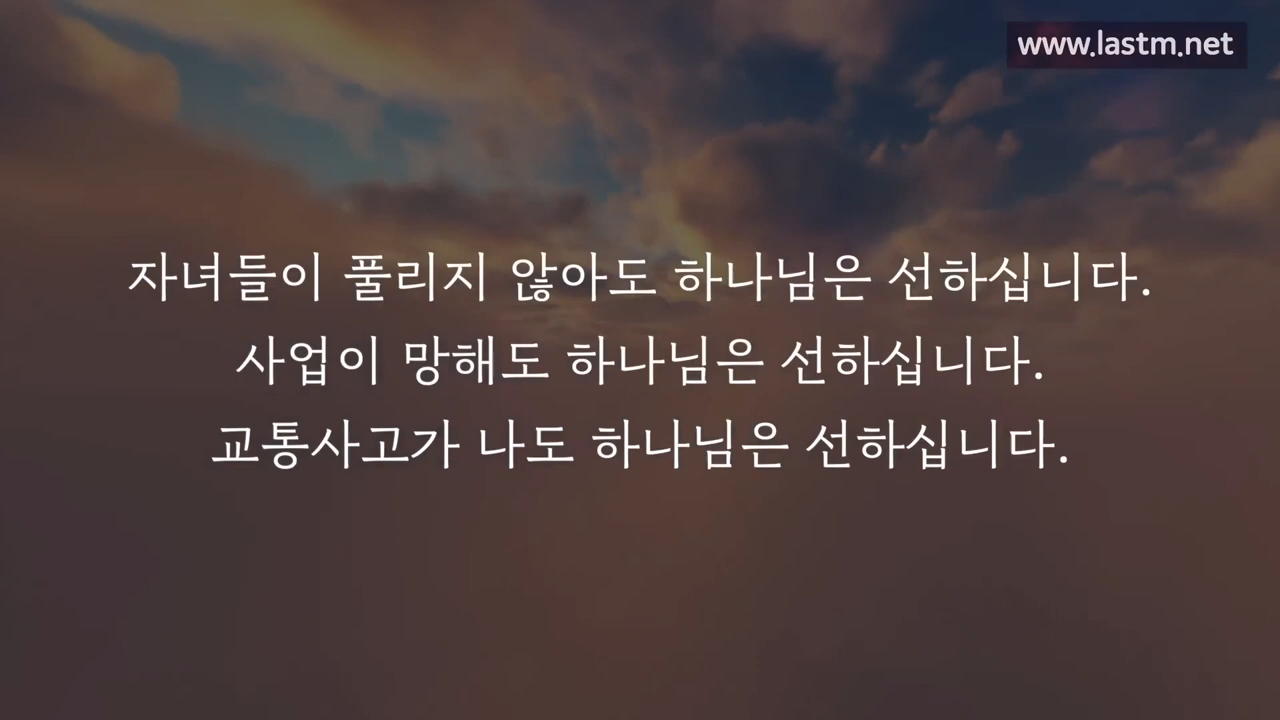 www.lastm.net
자녀들이 풀리지 않아도 하나님은 선하십니다.
사업이 망해도 하나님은 선하십니다.
교통사고가 나도 하나님은 선하십니다.